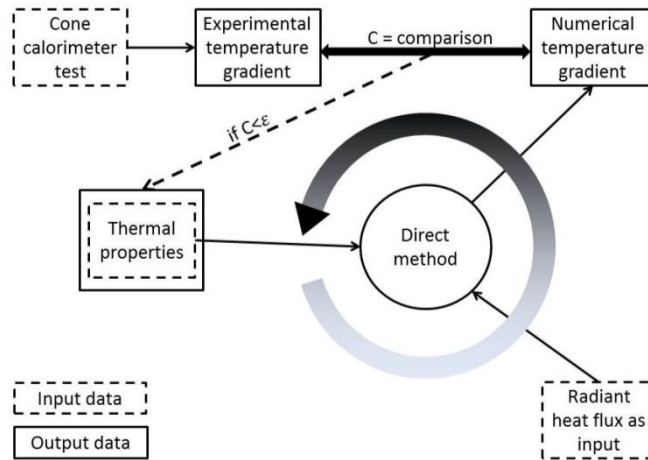 Cone
calorimeter
test
Experimental
temperature
gradient
C = comparison
Numerical
temperature
gradient
if C<ε
Thermal
properties
Direct
method
Input data
Output data
Radiant
heat flux as
input